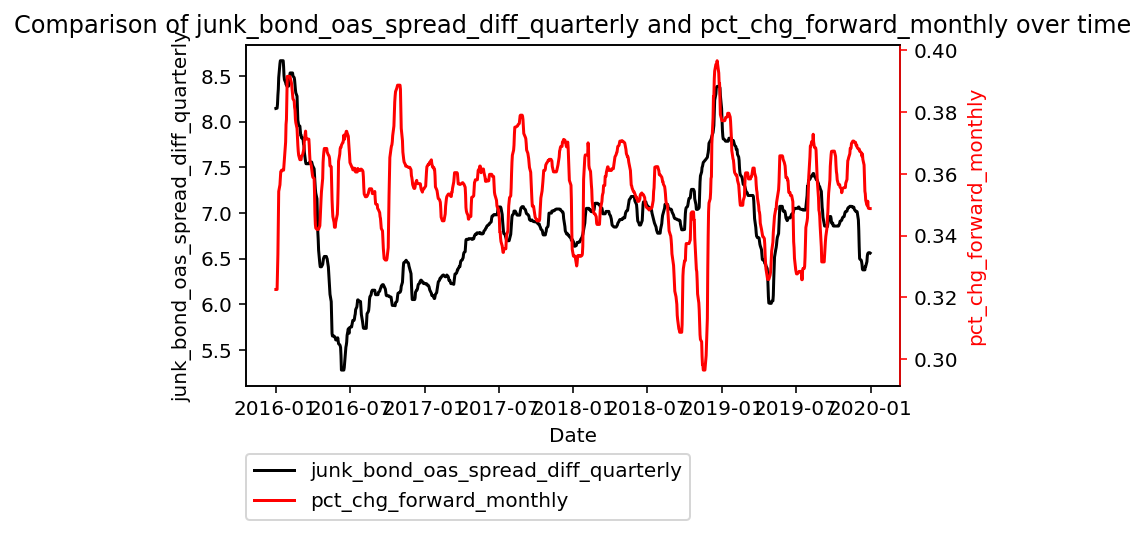 Comparison of junk_bond_oas_spread_diff_quarterly and pct_chg_forward_monthly over time
junk_bond_oas_spread_diff_quarterly
8.5
8.0
7.5
7.0
6.5
6.0
5.5
0.40
0.38
0.36
0.34
0.32
0.30
pct_chg_forward_monthly
2016-01 2016-07 2017-01 2017-07 2018-01 2018-07 2019-01 2019-07 2020-01
Date
junk_bond_oas_spread_diff_quarterly
pct_chg_forward_monthly